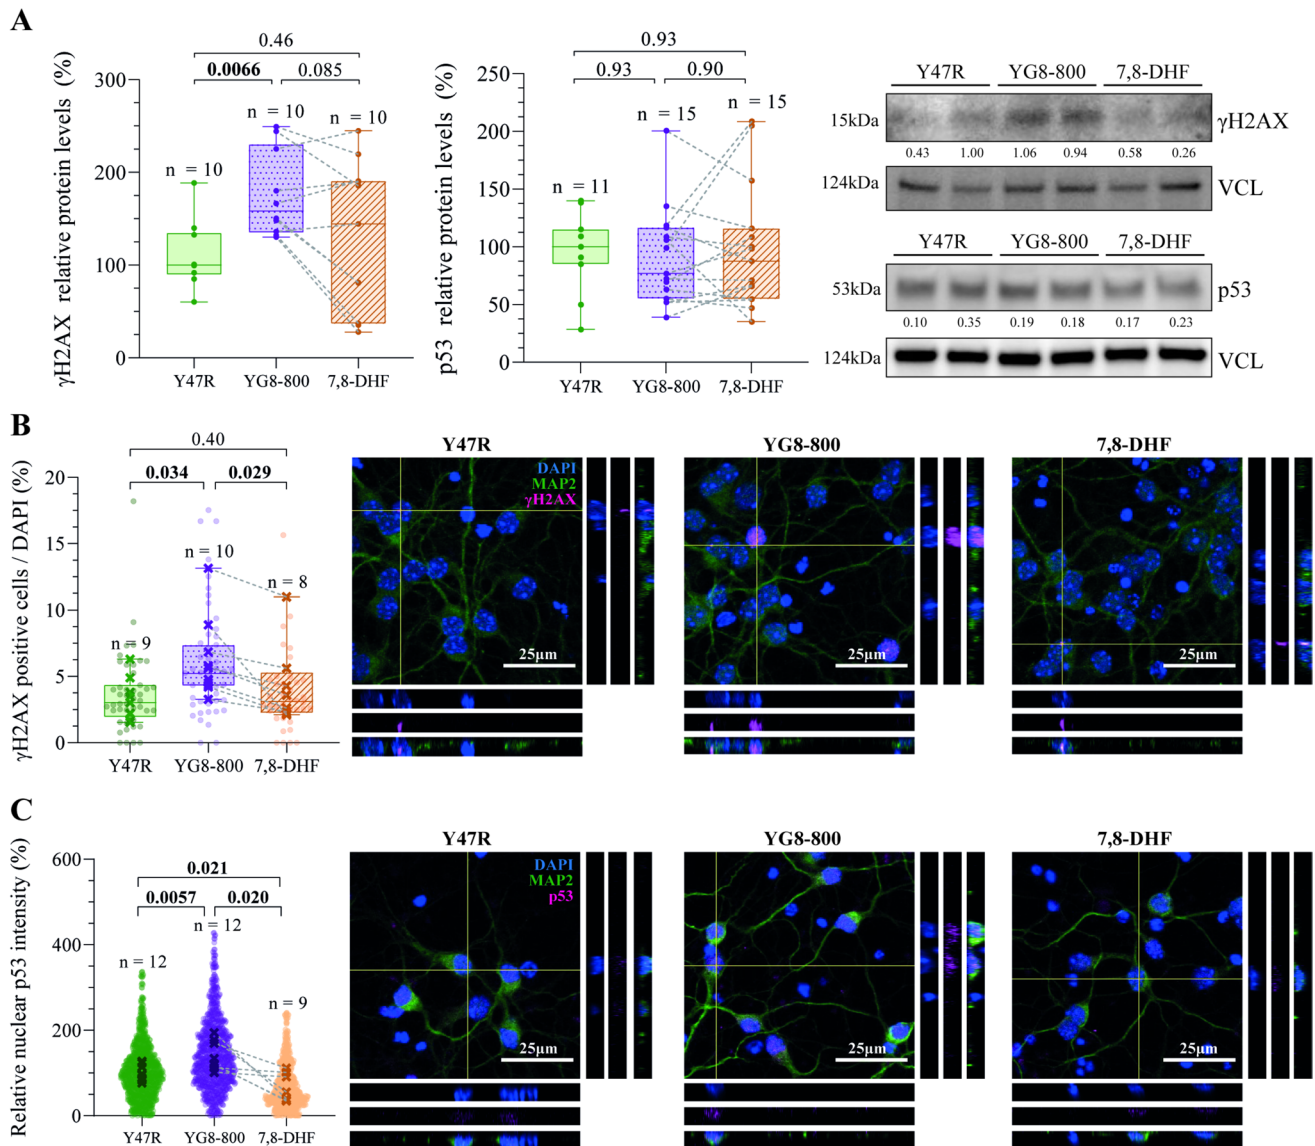 A
γH2AX relative protein levels (%)
300
200
100
0
0.46
0.0066
0.085
n = 10
n = 10
n = 10
Y47R
YG8-800
7,8-DHF
p53 relative protein levels (%)
250
200
150
100
50
0
0.93
0.93
0.90
n = 11
n = 15
n = 15
Y47R
YG8-800
7,8-DHF
Y47R YG8-800 7,8-DHF
15kDa γH2AX
0.43 1.00 1.06 0.94 0.58 0.26
124kDa VCL
Y47R YG8-800 7,8-DHF
53kDa p53
0.10 0.35 0.19 0.18 0.17 0.23
124kDa VCL
B
γH2AX positive cells / DAPI (%)
20
15
10
5
0
0.40
0.034
0.029
n = 9
n = 10
n = 8
Y47R
YG8-800
7,8-DHF
Y47R
DAPI
MAP2
γH2AX
25μm
YG8-800
25μm
7,8-DHF
25μm
C
Relative nuclear p53 intensity (%)
600
400
200
0
0.021
0.0057
0.020
n = 12
n = 12
n = 9
Y47R
YG8-800
7,8-DHF
Y47R
DAPI
MAP2
p53
25μm
YG8-800
25μm
7,8-DHF
25μm